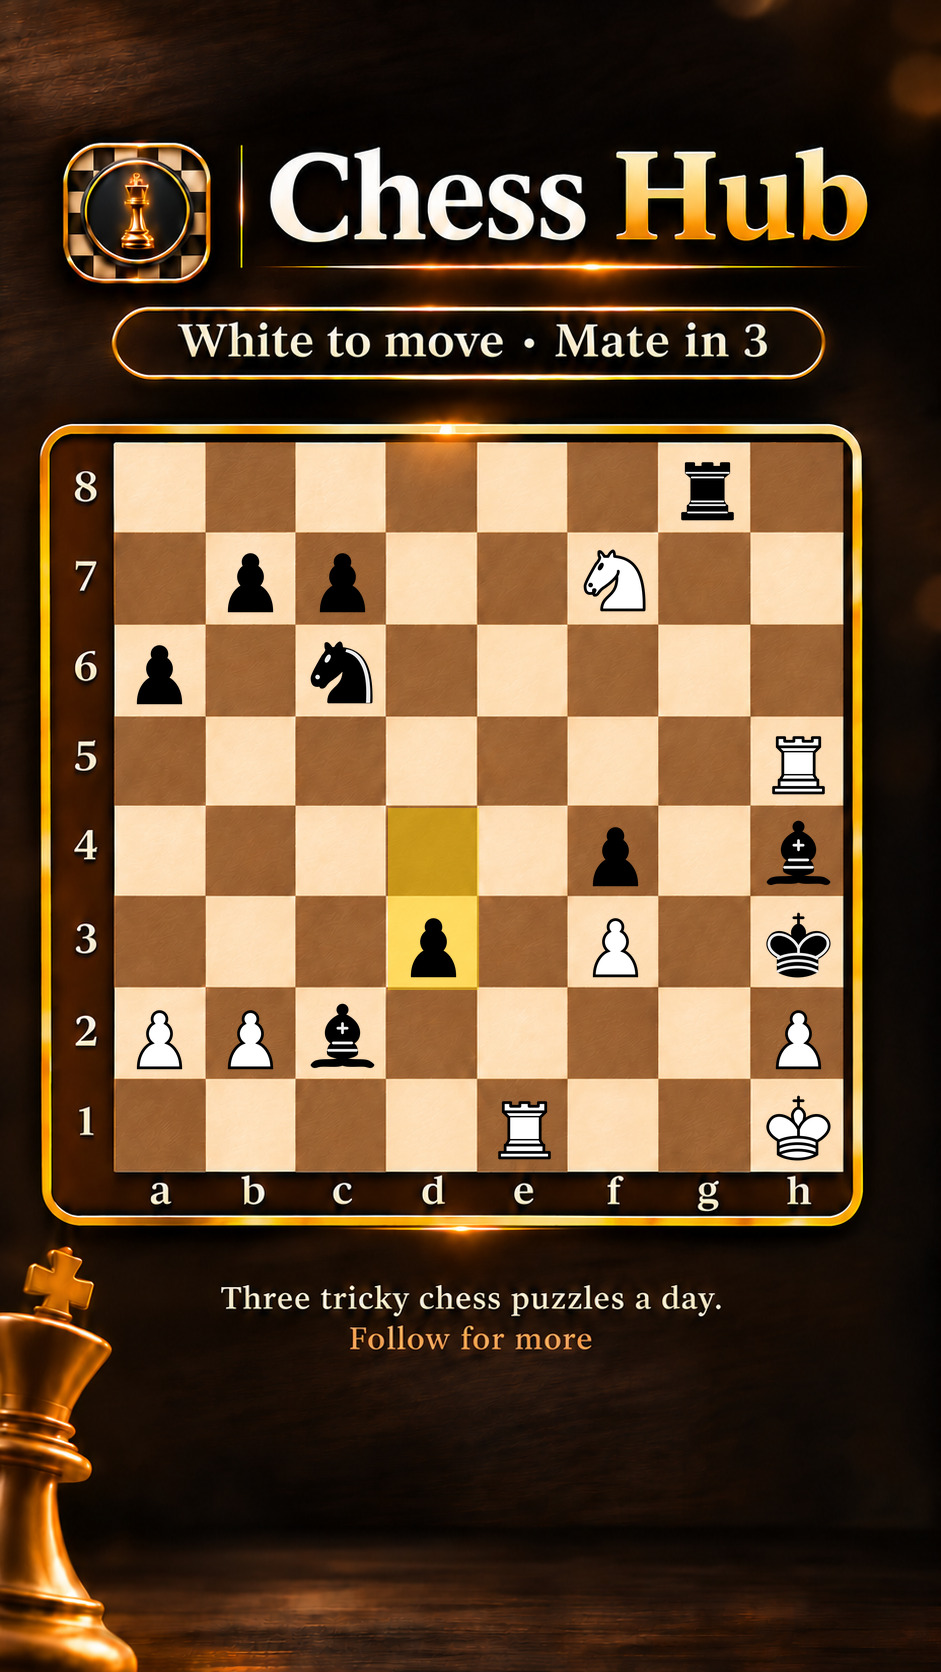 Chess Hub
White to move • Mate in 3
8
7
6
5
4
3
2
1
a b c d e f g h
Three tricky chess puzzles a day.
Follow for more